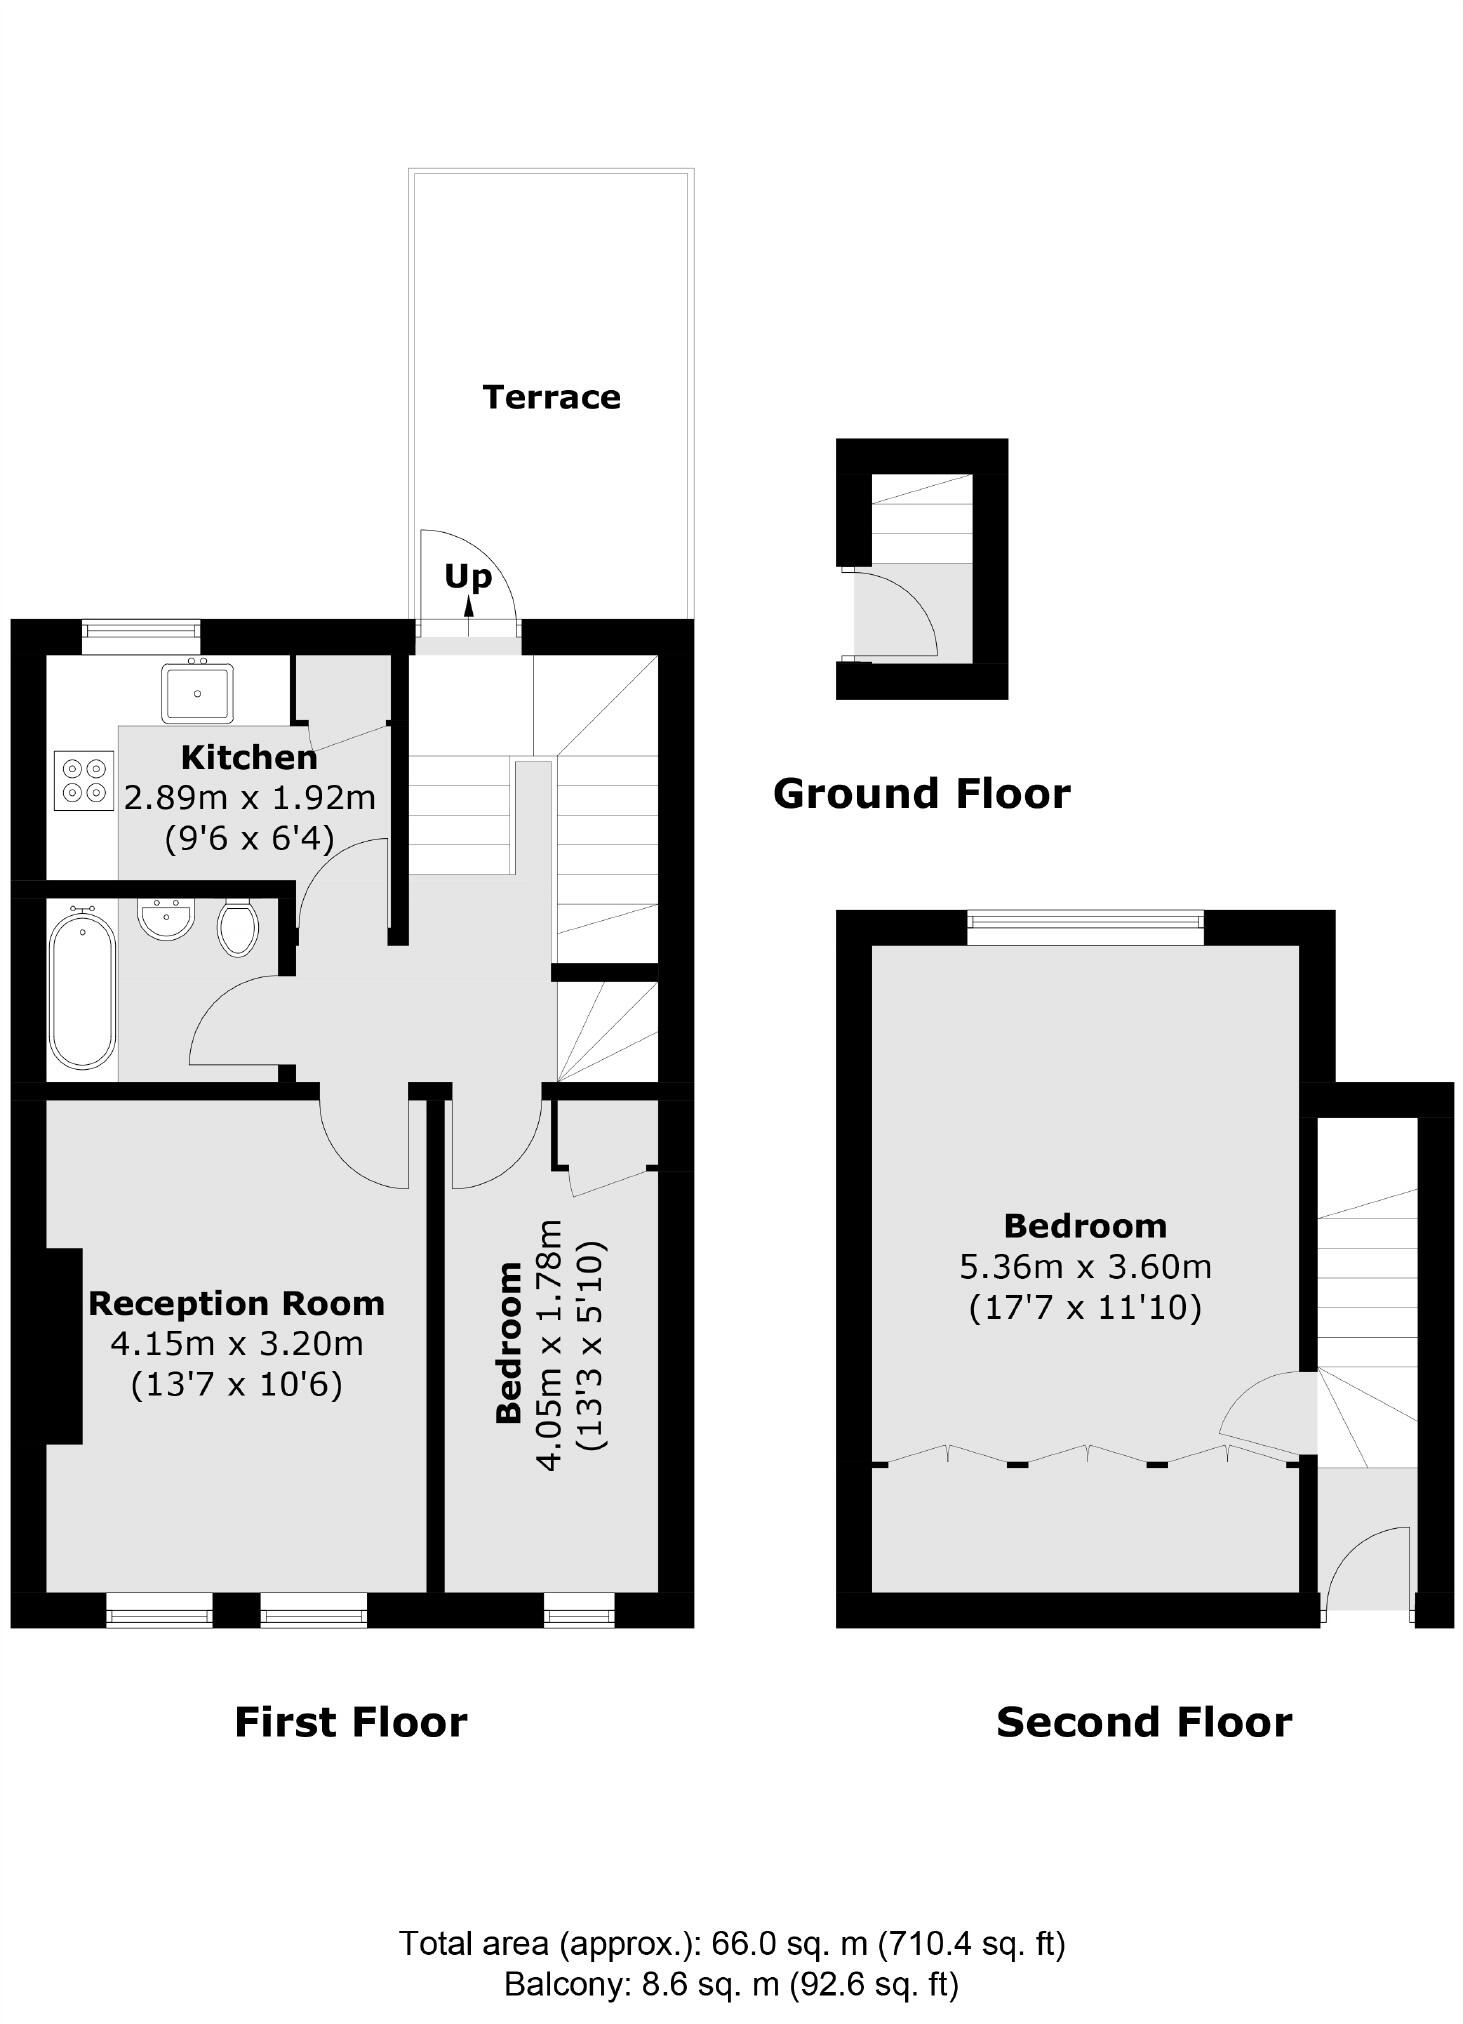 Terrace
Up
Kitchen
2.89m x 1.92m
(9'6 x 6'4)
Reception Room
4.15m x 3.20m
(13'7 x 10'6)
Bedroom
4.05m x 1.78m
(13'3 x 5'10)
First Floor
Ground Floor
Bedroom
5.36m x 3.60m
(17'7 x 11'10)
Second Floor
Total area (approx.): 66.0 sq. m (710.4 sq. ft)
Balcony: 8.6 sq. m (92.6 sq. ft)